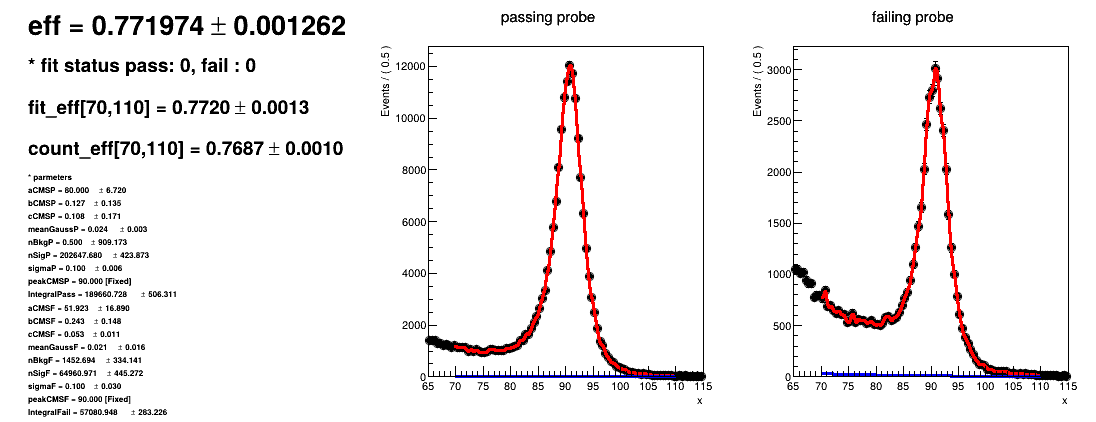 eff = 0.771974 ± 0.001262
* fit status pass: 0, fail : 0
fit_eff[70,110] = 0.7720 ± 0.0013
count_eff[70,110] = 0.7687 ± 0.0010
* parmeters
aCMSP = 80.000 ± 6.720
bCMSP = 0.127 ± 0.135
cCMSP = 0.108 ± 0.171
meanGaussP = 0.024 ± 0.003
nBkgP = 0.500 ± 909.173
nSigP = 202647.680 ± 423.873
sigmaP = 0.100 ± 0.006
peakCMSP = 90.000 [Fixed]
IntegralPass = 189660.728 ± 506.311
aCMSF = 51.923 ± 16.890
bCMSF = 0.243 ± 0.148
cCMSF = 0.053 ± 0.011
meanGaussF = 0.021 ± 0.016
nBkgF = 1452.694 ± 334.141
nSigF = 64960.971 ± 445.272
sigmaF = 0.100 ± 0.030
peakCMSF = 90.000 [Fixed]
IntegralFail = 57080.948 ± 283.226
passing probe
Events / ( 0.5 )
12000
10000
8000
6000
4000
2000
0
65 70 75 80 85 90 95 100 105 110 115
x
failing probe
Events / ( 0.5 )
3000
2500
2000
1500
1000
500
0
65 70 75 80 85 90 95 100 105 110 115
x